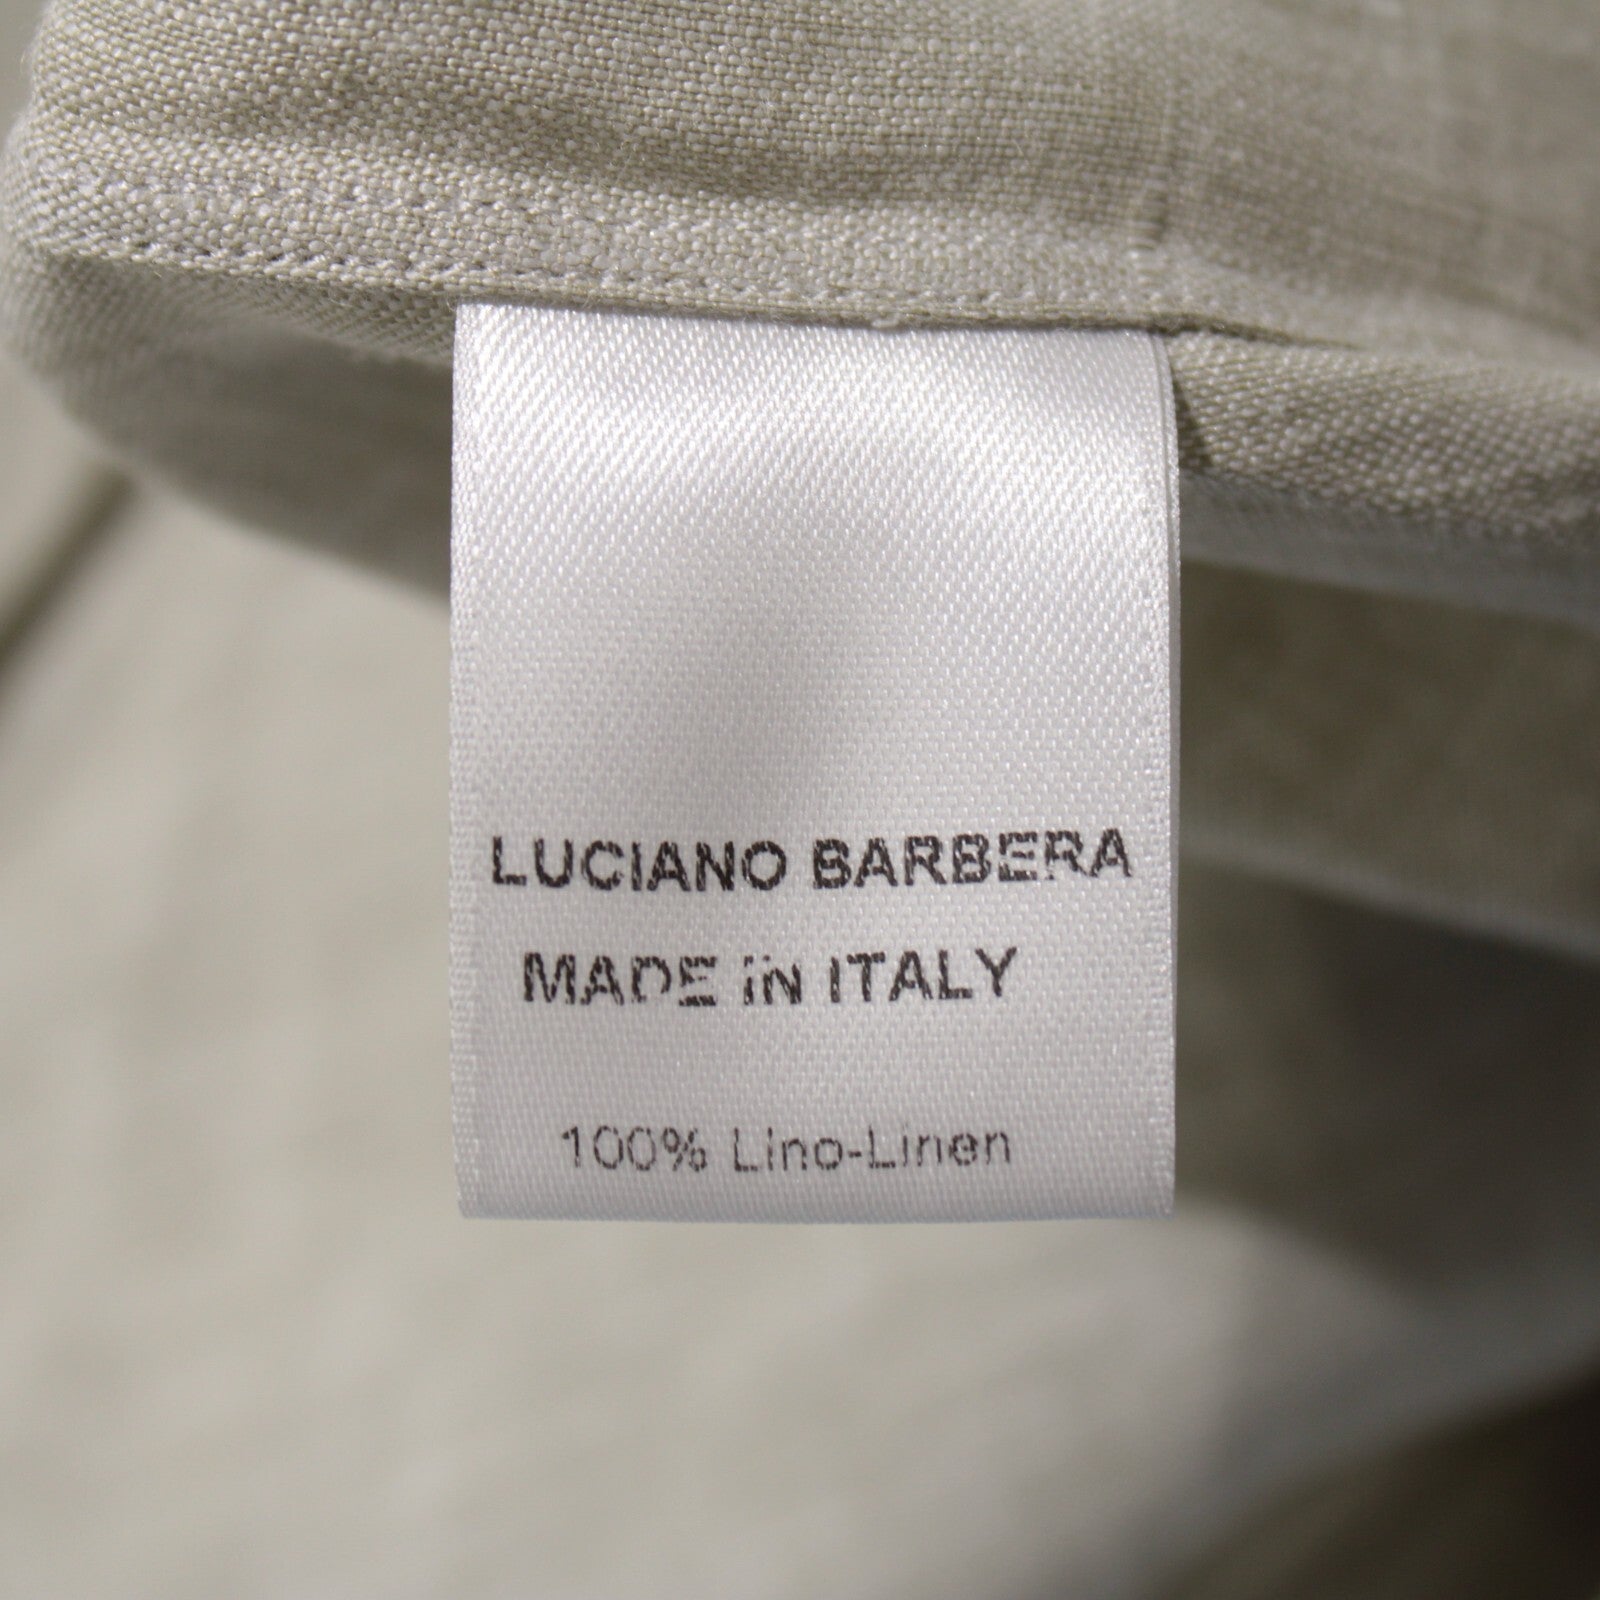 LUCIANO BARBERA
MADE iN ITALY
100% Lino-Linen